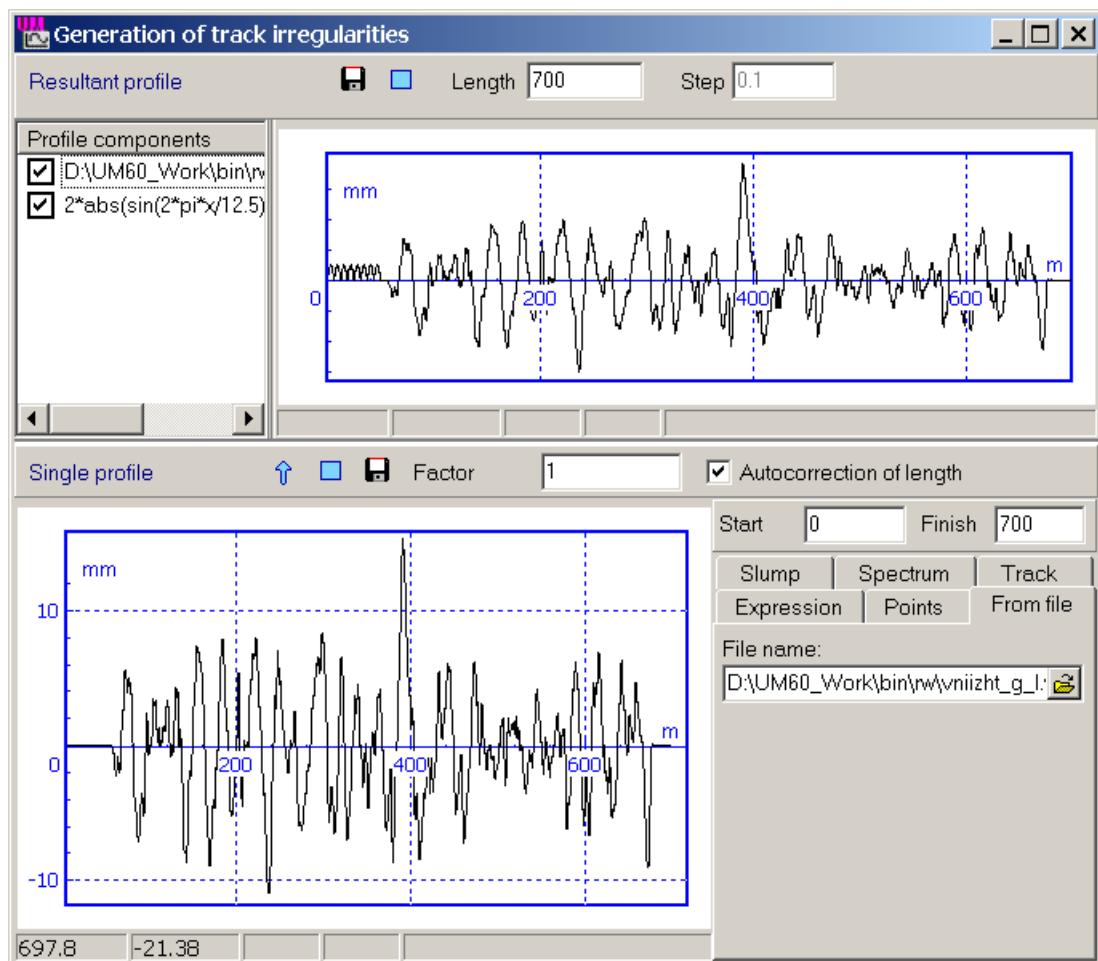 UM
Generation of track irregularities
Resultant profile Length 700 Step 0.1
Profile components
D:\UM60_Work\bin\rw
2*abs(sin(2*pi*x/12.5)
mm
m
0 200 400 600
Single profile Factor 1 Autocorrection of length
Start 0 Finish 700
Slump Spectrum Track
Expression Points From file
File name:
D:\UM60_Work\bin\rw\vniizht_g_l.
mm
10
m
0 200 400 600
-10
697.8 -21.38